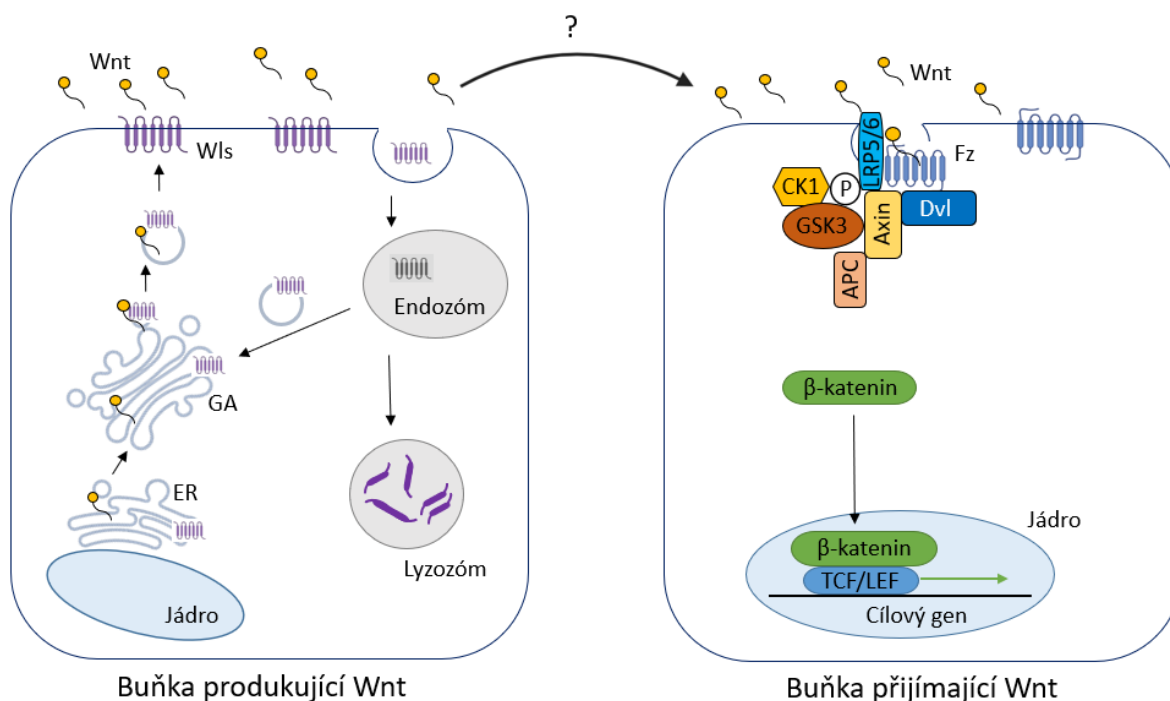 ?
Wnt
Wls
Endozóm
GA
ER
Lyzozóm
Jádro
Buňka produkující Wnt
Wnt
LRP5/6
Fz
CK1
P
GSK3
Axin
Dvl
APC
β-katenin
Jádro
β-katenin
TCF/LEF
Cílový gen
Buňka přijímající Wnt